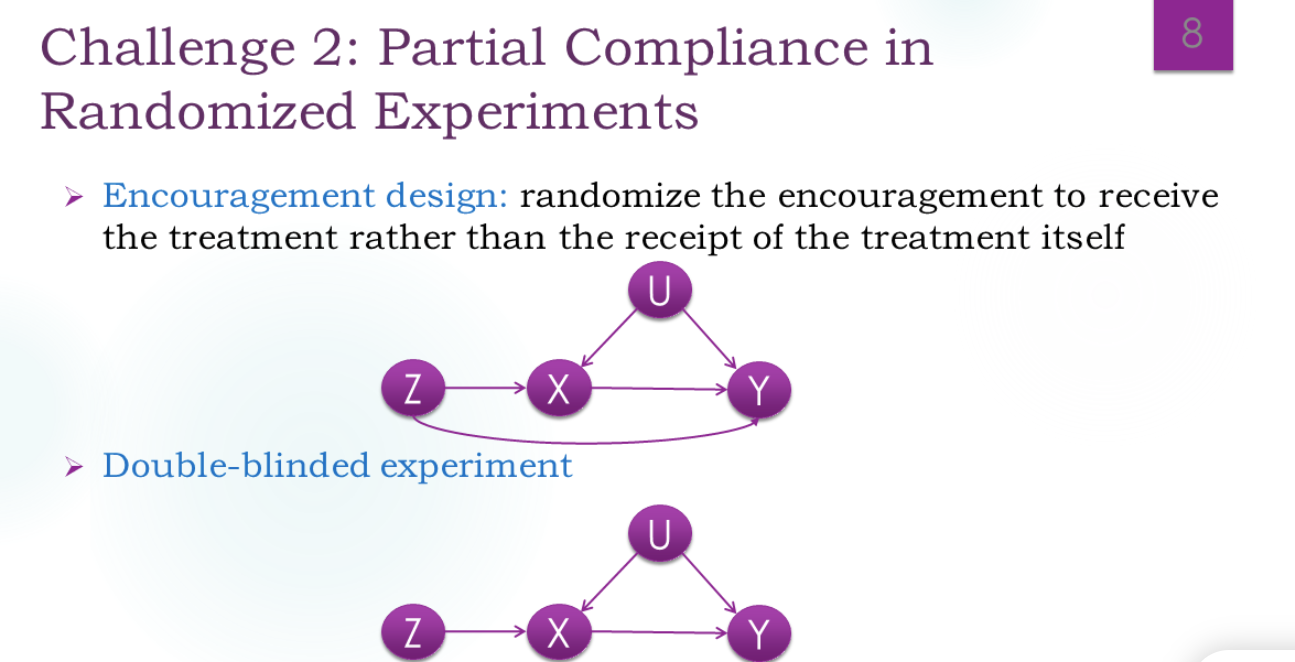 Challenge 2: Partial Compliance in
Randomized Experiments
8
Encouragement design: randomize the encouragement to receive
the treatment rather than the receipt of the treatment itself
U
Z
X
Y
Double-blinded experiment
U
Z
X
Y